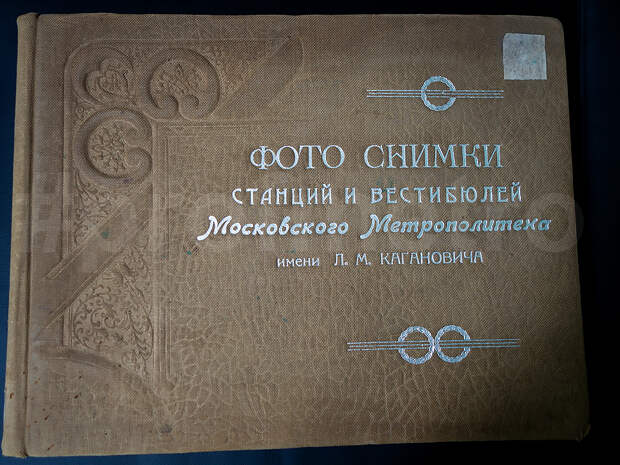 ФОТО СНИМКИ
СТАНЦИЙ И ВЕСТИБЮЛЕЙ
Московского Метрополитена
имени Л. М. КАГАНОВИЧА